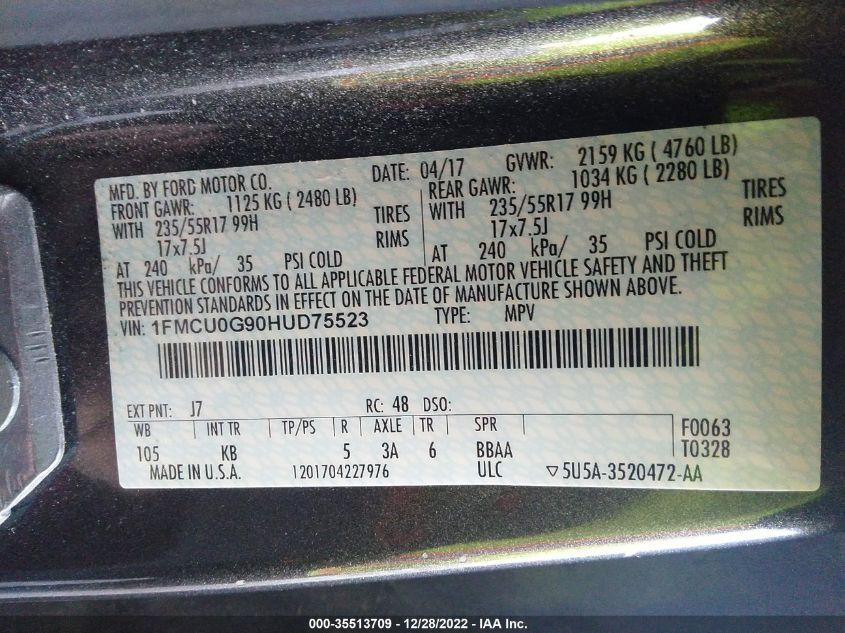 MFD. BY FORD MOTOR CO. DATE: 04/17 GVWR: 2159 KG ( 4760 LB)
FRONT GAWR: 1125 KG ( 2480 LB) REAR GAWR: 1034 KG ( 2280 LB)
WITH 235/55R17 99H TIRES WITH 235/55R17 99H TIRES
17x7.5J RIMS 17x7.5J RIMS
AT 240 kPa/ 35 PSI COLD AT 240 kPa/ 35 PSI COLD
THIS VEHICLE CONFORMS TO ALL APPLICABLE FEDERAL MOTOR VEHICLE SAFETY AND THEFT
PREVENTION STANDARDS IN EFFECT ON THE DATE OF MANUFACTURE SHOWN ABOVE.
VIN: 1FMCU0G90HUD75523 TYPE: MPV
EXT PNT: J7 RC: 48 DSO:
WB INT TR TP/PS R AXLE TR SPR F0063
105 KB 5 3A 6 BBAA T0328
MADE IN U.S.A. 1201704227976 ULC ▽5U5A-3520472-AA
000-35513709 - 12/28/2022 - IAA Inc.